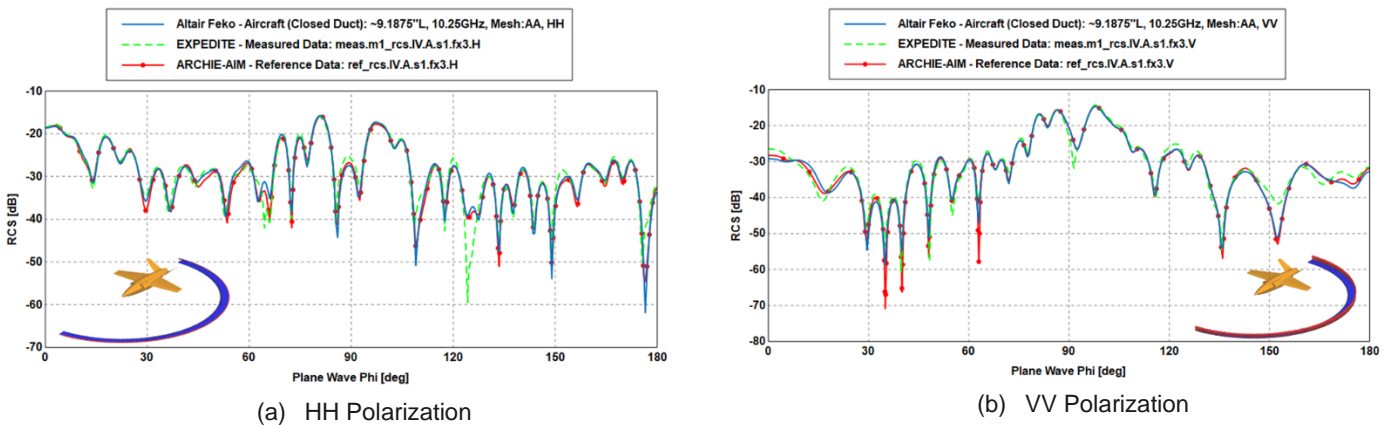 Altair Feko - Aircraft (Closed Duct): ~9.1875"L, 10.25GHz, Mesh:AA, HH
EXPEDITE - Measured Data: meas.m1_rcs.IV.A.s1.fx3.H
ARCHIE-AIM - Reference Data: ref_rcs.IV.A.s1.fx3.H
-10
-20
-30
-40
-50
-60
-70
RCS [dB]
0 30 60 90 120 150 180
Plane Wave Phi [deg]
(a) HH Polarization
Altair Feko - Aircraft (Closed Duct): ~9.1875"L, 10.25GHz, Mesh:AA, VV
EXPEDITE - Measured Data: meas.m1_rcs.IV.A.s1.fx3.V
ARCHIE-AIM - Reference Data: ref_rcs.IV.A.s1.fx3.V
-10
-20
-30
-40
-50
-60
-70
-80
RCS [dB]
0 30 60 90 120 150 180
Plane Wave Phi [deg]
(b) VV Polarization